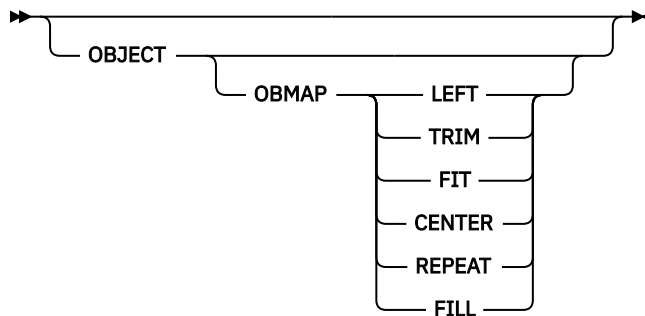 OBJECT
OBMAP LEFT
TRIM
FIT
CENTER
REPEAT
FILL